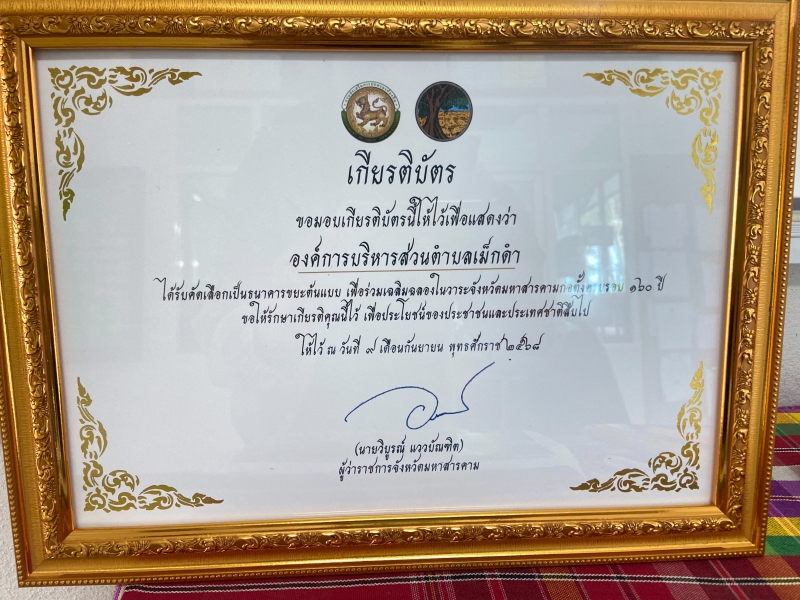 เกียรติบัตร
ขอมอบเกียรติบัตรนี้ให้ไว้เพื่อแสดงว่า
องค์การบริหารส่วนตำบลเม็กดำ
ได้รับคัดเลือกเป็นธนาคารขยะต้นแบบ เพื่อร่วมเฉลิมฉลองในวาระจังหวัดมหาสารคามก่อตั้งครบรอบ ๑๖๐ ปี
ขอให้รักษาเกียรติคุณนี้ไว้ เพื่อประโยชน์ของประชาชนและประเทศชาติสืบไป
ให้ไว้ ณ วันที่ ๙ เดือนกันยายน พุทธศักราช ๒๕๖๘
(นายวิบูรณ์ แววบัณฑิต)
ผู้ว่าราชการจังหวัดมหาสารคาม